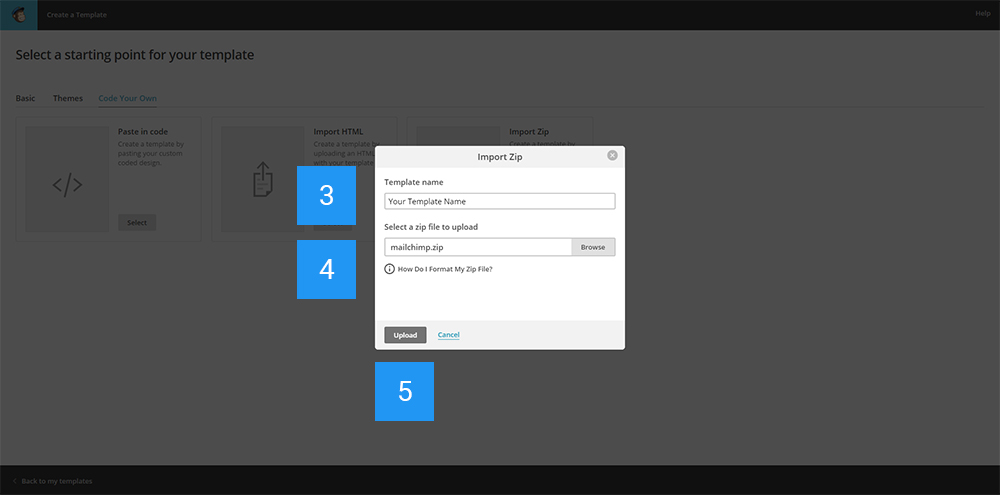 Create a Template
Help
Select a starting point for your template
Basic
Themes
Code Your Own
Paste in code
Create a template by
pasting your custom
coded design.
Select
Import HTML
Create a template by
uploading an HTML
with your template
Import Zip
Create a template by
Import Zip
Template name
Your Template Name
Select a zip file to upload
mailchimp.zip
Browse
How Do I Format My Zip File?
Upload
Cancel
3
4
5
Back to my templates